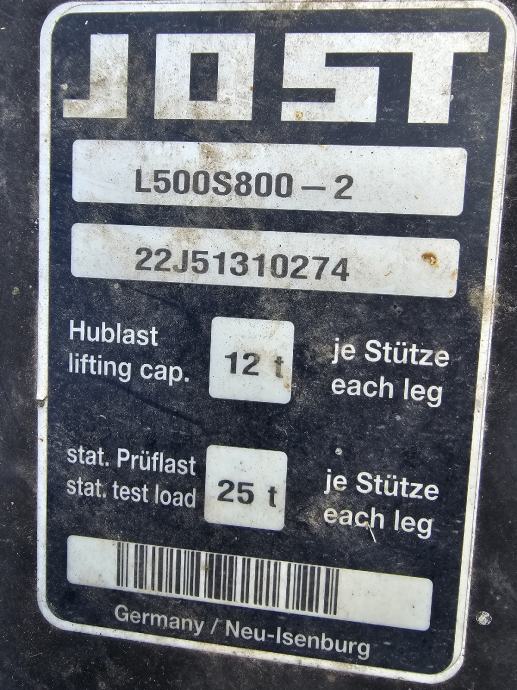 JOST
L500S800-2
22J51310274
Hublast
lifting cap.
12 t
je Stütze
each leg
stat. Prüflast
stat. test load
25 t
je Stütze
each leg
Germany / Neu-Isenburg